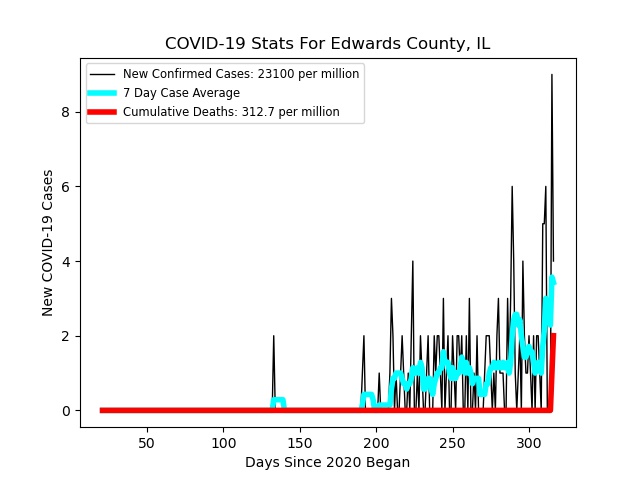 COVID-19 Stats For Edwards County, IL
New Confirmed Cases: 23100 per million
7 Day Case Average
Cumulative Deaths: 312.7 per million
New COVID-19 Cases
8
6
4
2
0
50 100 150 200 250 300
Days Since 2020 Began